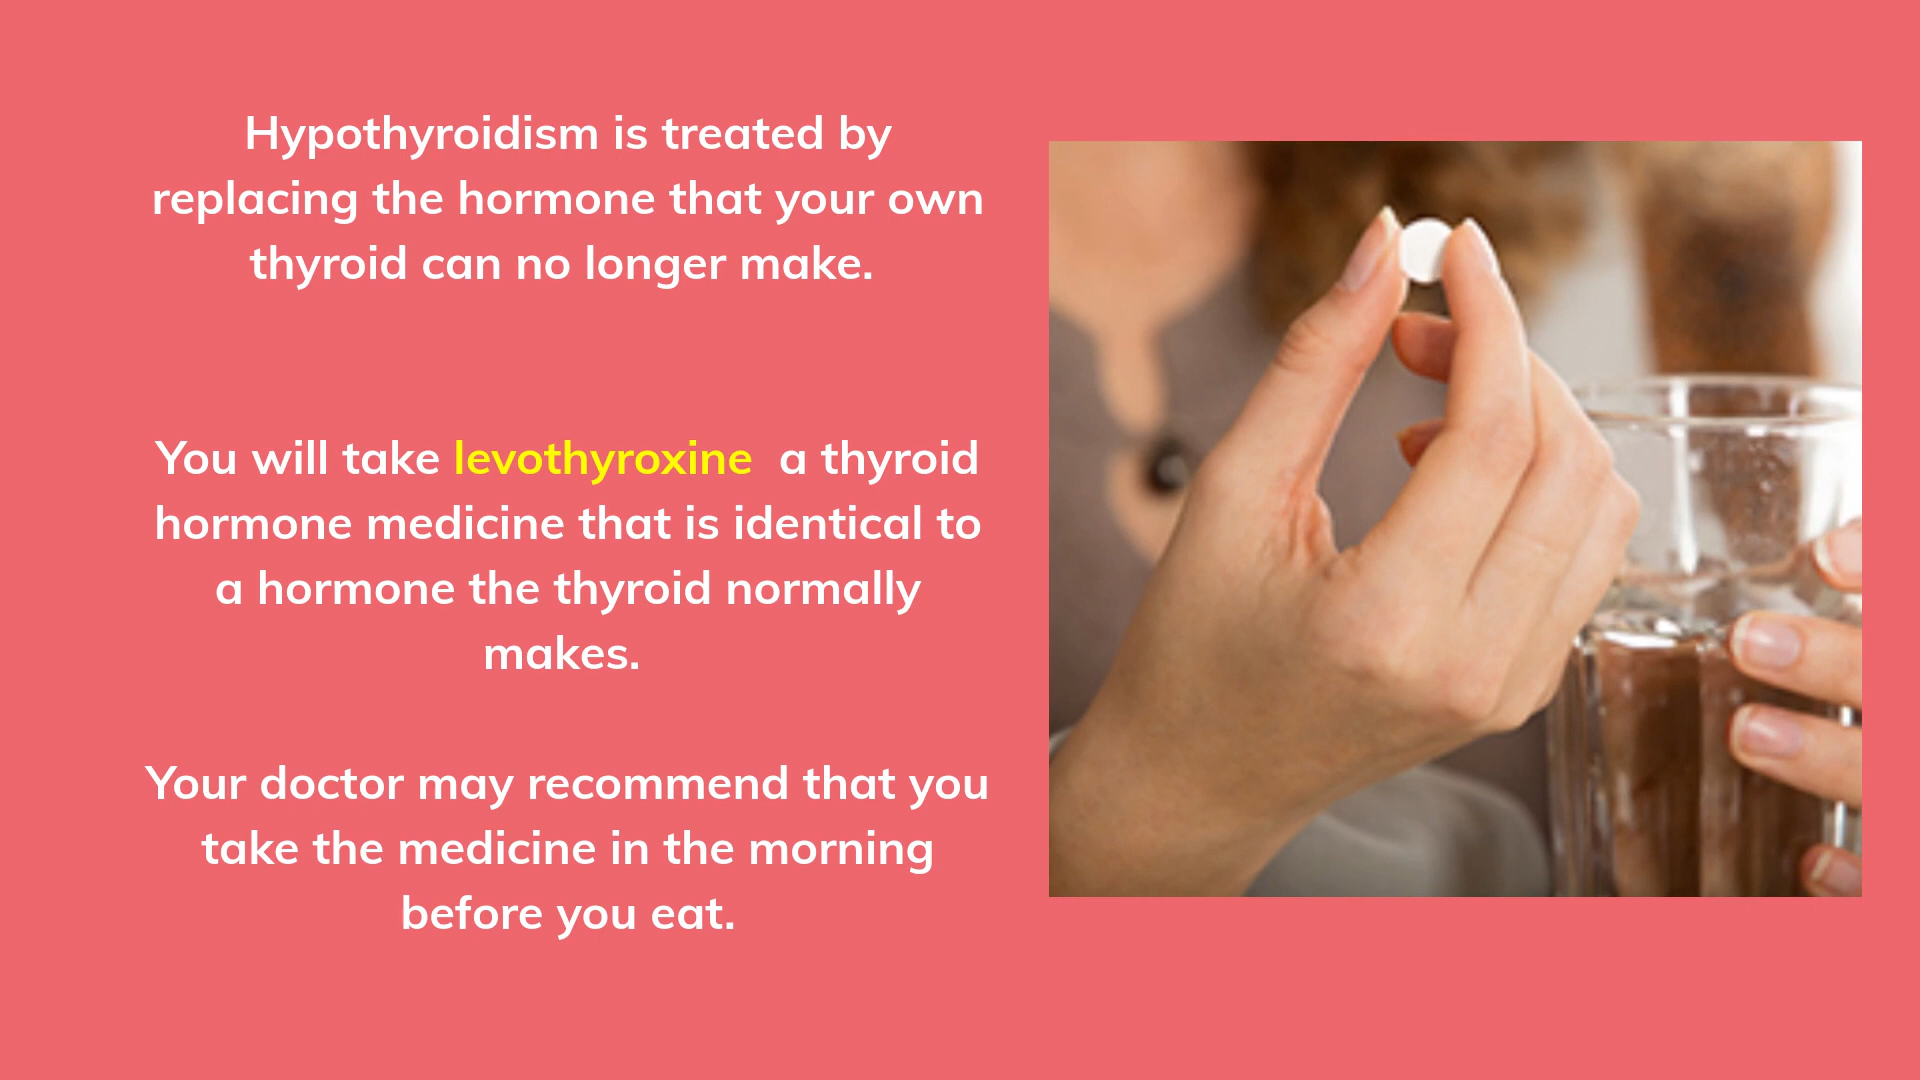 Hypothyroidism is treated by
replacing the hormone that your own
thyroid can no longer make.
You will take levothyroxine  a thyroid
hormone medicine that is identical to
a hormone the thyroid normally
makes.
Your doctor may recommend that you
take the medicine in the morning
before you eat.